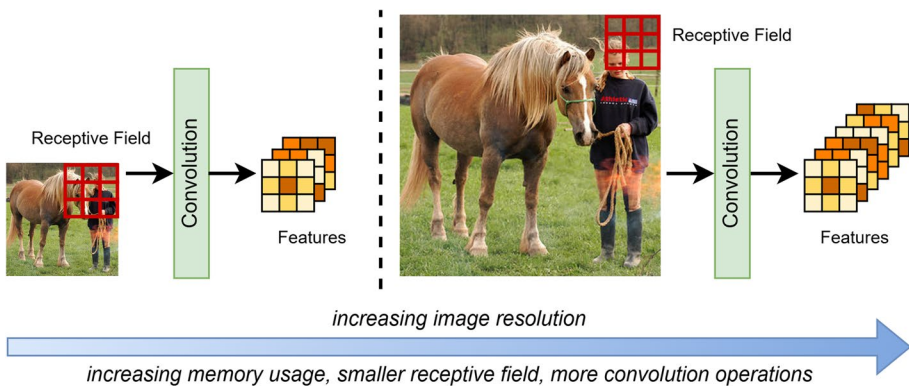 Receptive Field
Convolution
Features
Receptive Field
Convolution
Features
increasing image resolution
increasing memory usage, smaller receptive field, more convolution operations